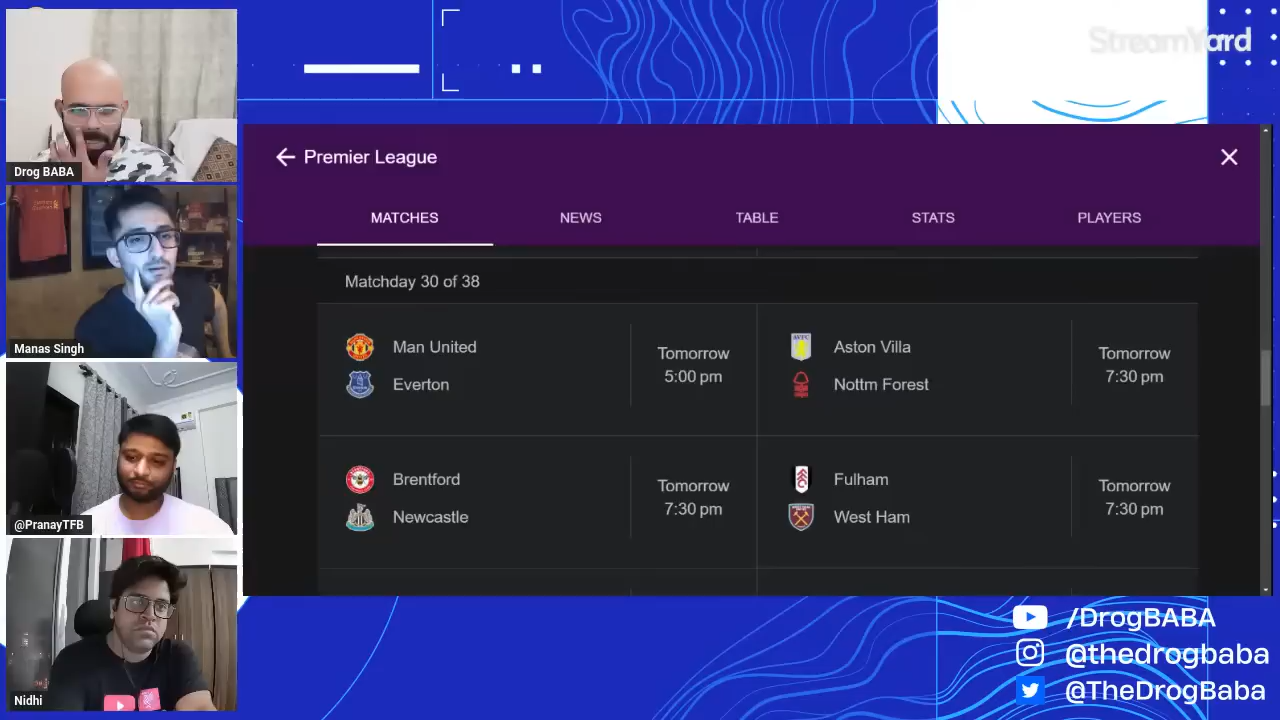 StreamYard
Drog BABA
Manas Singh
@PranayTFB
Nidhi
Premier League
MATCHES
NEWS
TABLE
STATS
PLAYERS
Matchday 30 of 38
Man United
Everton
Tomorrow
5:00 pm
Aston Villa
Nottm Forest
Tomorrow
7:30 pm
Brentford
Newcastle
Tomorrow
7:30 pm
Fulham
West Ham
Tomorrow
7:30 pm
/DrogBABA
@thedrogbaba
@TheDrogBaba